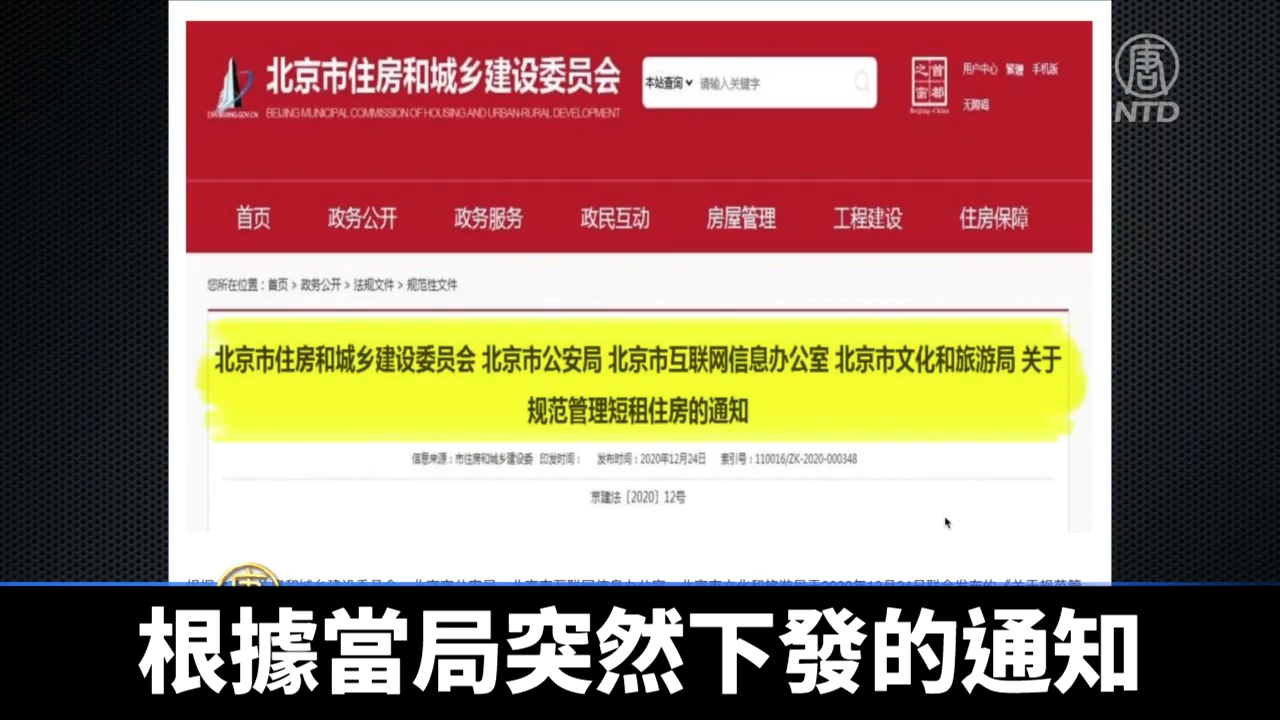 北京市住房和城乡建设委员会
BEIJING MUNICIPAL COMMISSION OF HOUSING AND URBAN-RURAL DEVELOPMENT
本站查询 请输入关键字
首都之窗
Beijing-China
用户中心 繁體 手机版
无障碍
唐
NTD
首页 政务公开 政务服务 政民互动 房屋管理 工程建设 住房保障
您所在位置：首页 > 政务公开 > 法规文件 > 规范性文件
北京市住房和城乡建设委员会 北京市公安局 北京市互联网信息办公室 北京市文化和旅游局 关于
规范管理短租住房的通知
信息来源：市住房和城乡建设委 印发时间： 发布时间：2020年12月24日 索引号：110016/ZK-2020-000348
京建法〔2020〕12号
根據當局突然下發的通知